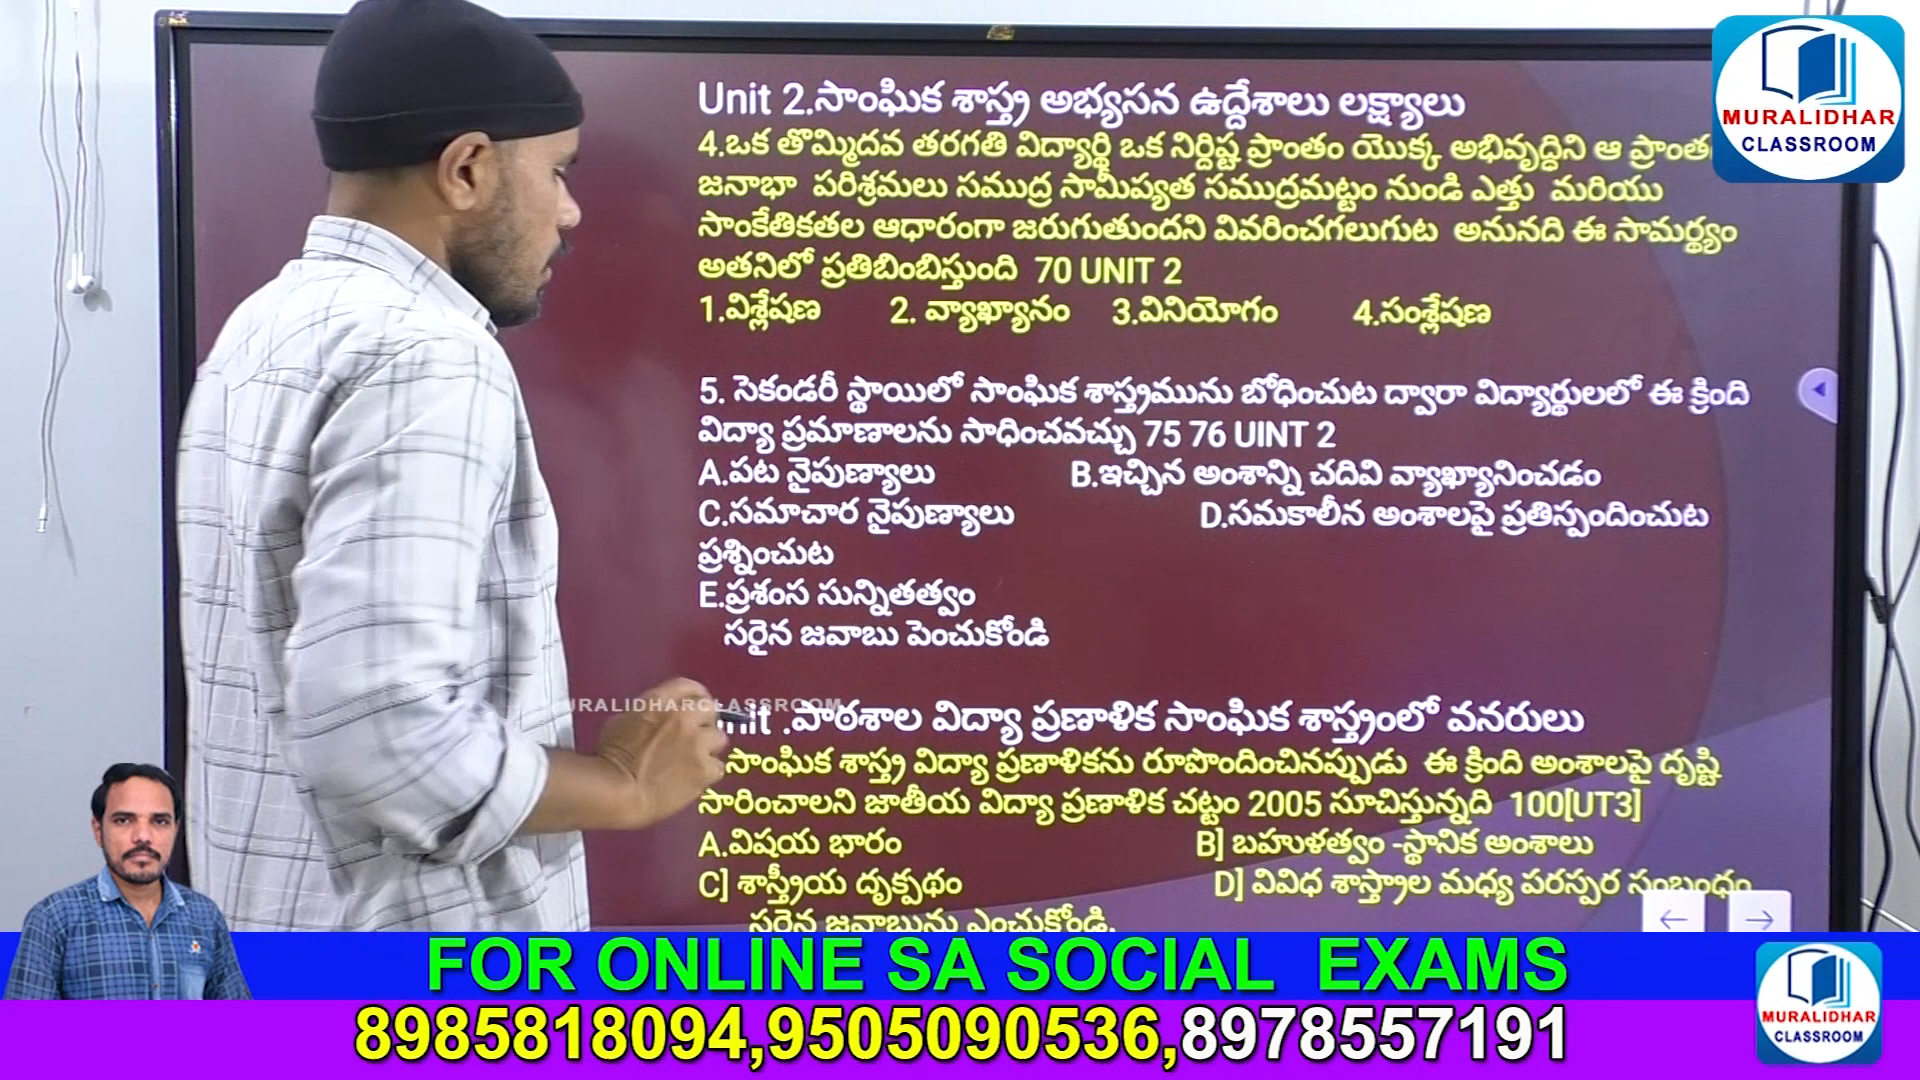 Unit 2.సాంఘిక శాస్త్ర అభ్యసన ఉద్దేశాలు లక్ష్యాలు
4.ఒక తొమ్మిదవ తరగతి విద్యార్థి ఒక నిర్దిష్ట ప్రాంతం యొక్క అభివృద్ధిని ఆ
జనాభా పరిశ్రమలు సముద్ర సామీప్యత సముద్రమట్టం నుండి ఎత్తు మరియు
సాంకేతికతల ఆధారంగా జరుగుతుందని వివరించగలుగుట అనునది ఈ సామర్థ్యం
అతనిలో ప్రతిబింబిస్తుంది 70 UNIT 2
1.విశ్లేషణ 2. వ్యాఖ్యానం 3.వినియోగం 4.సంశ్లేషణ
5. సెకండరీ స్థాయిలో సాంఘిక శాస్త్రమును బోధించుట ద్వారా విద్యార్థులలో ఈ క్రింది
విద్యా ప్రమాణాలను సాధించవచ్చు 75 76 UINT 2
A.పట నైపుణ్యాలు B.ఇచ్చిన అంశాన్ని చదివి వ్యాఖ్యానించడం
C.సమాచార నైపుణ్యాలు D.సమకాలీన అంశాలపై ప్రతిస్పందించుట
ప్రశ్నించుట
E.ప్రశంస సున్నితత్వం
సరైన జవాబు పెంచుకోండి
.పాఠశాల విద్యా ప్రణాళిక సాంఘిక శాస్త్రంలో వనరులు
సాంఘిక శాస్త్ర విద్యా ప్రణాళికను రూపొందించినప్పుడు ఈ క్రింది అంశాలపై దృష్టి
సారించాలని జాతీయ విద్యా ప్రణాళిక చట్టం 2005 సూచిస్తున్నది 100[UT3]
A.విషయ భారం B] బహుళత్వం -స్థానిక అంశాలు
C] శాస్త్రీయ దృక్పథం D] వివిధ శాస్త్రాల మధ్య పరస్పర సంబంధం
సరైన జవాబును ఎంచుకోండి.
MURALIDHAR
CLASSROOM
FOR ONLINE SA SOCIAL EXAMS
8985818094,9505090536,8978557191
MURALIDHAR
CLASSROOM